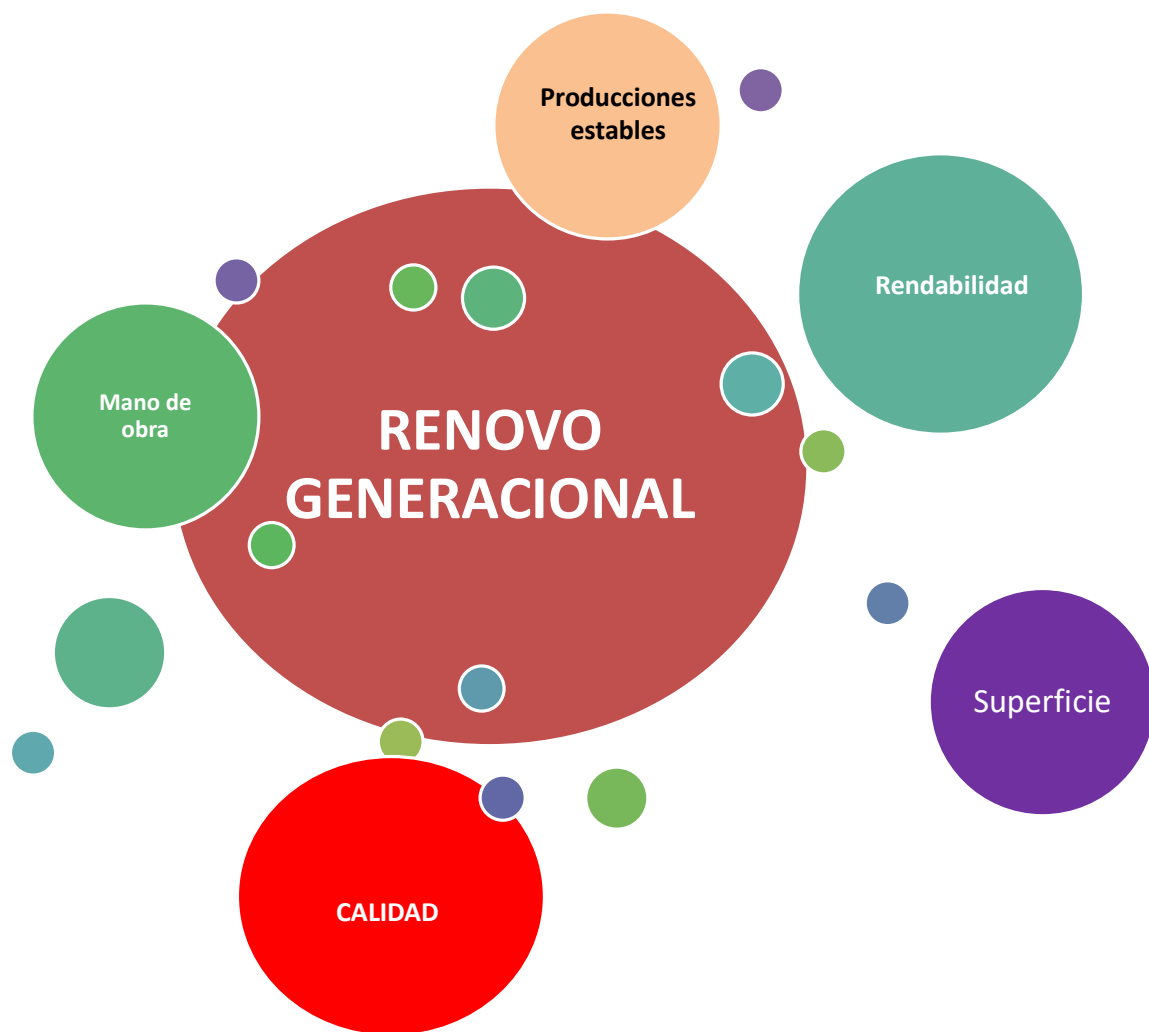 Producciones
estables
Rendabilidad
Mano de
obra
RENOVO
GENERACIONAL
Superficie
CALIDAD